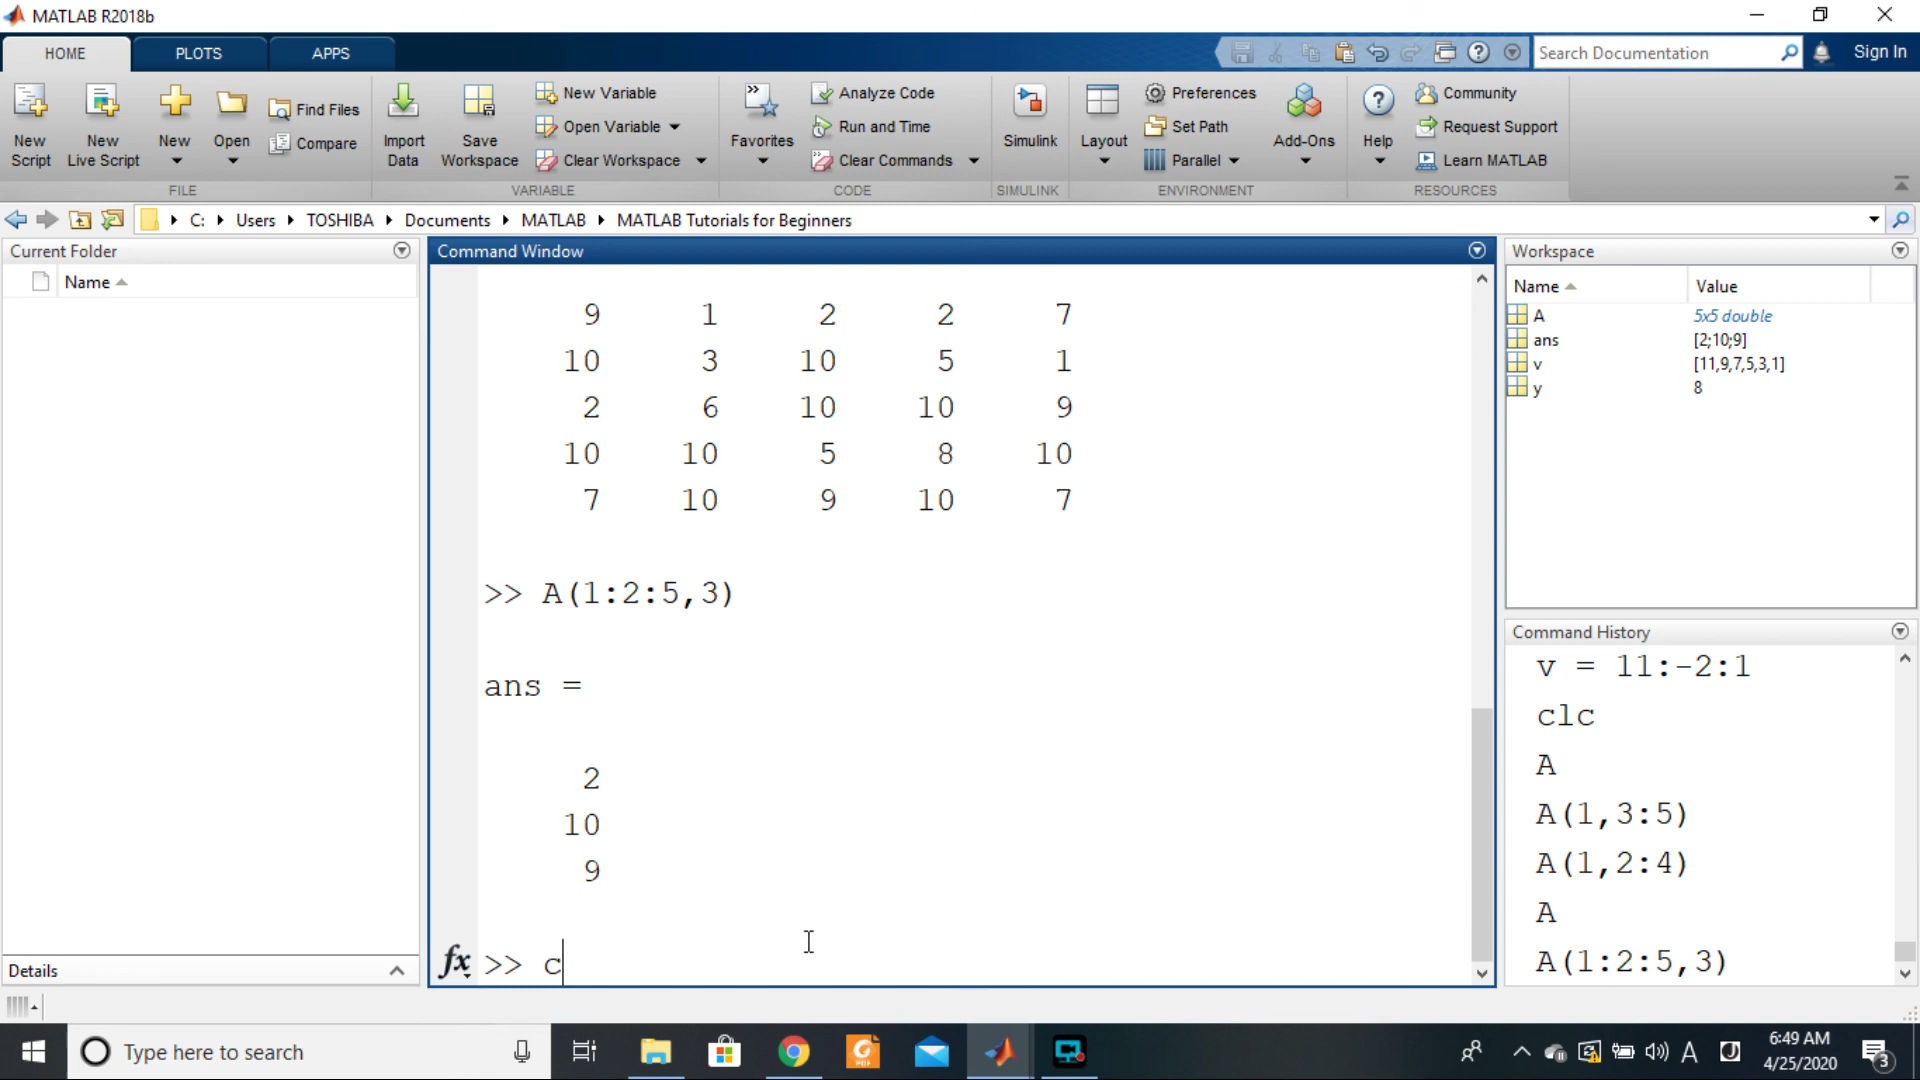 MATLAB R2018b
HOME PLOTS APPS
Search Documentation Sign In
New Script
New Live Script
New
Open
Find Files
Compare
FILE
Import Data
Save Workspace
New Variable
Open Variable
Clear Workspace
VARIABLE
Favorites
Analyze Code
Run and Time
Clear Commands
CODE
Simulink
SIMULINK
Layout
Preferences
Set Path
Parallel
Add-Ons
ENVIRONMENT
Help
Community
Request Support
Learn MATLAB
RESOURCES
C: Users TOSHIBA Documents MATLAB MATLAB Tutorials for Beginners
Current Folder
Name
Details
Command Window
9 1 2 2 7
10 3 10 5 1
2 6 10 10 9
10 10 5 8 10
7 10 9 10 7
>> A(1:2:5,3)
ans =
2
10
9
fx >> c
Workspace
Name Value
A 5x5 double
ans [2;10;9]
v [11,9,7,5,3,1]
y 8
Command History
v = 11:-2:1
clc
A
A(1,3:5)
A(1,2:4)
A
A(1:2:5,3)
Type here to search
PDF
A
J
6:49 AM
4/25/2020
3